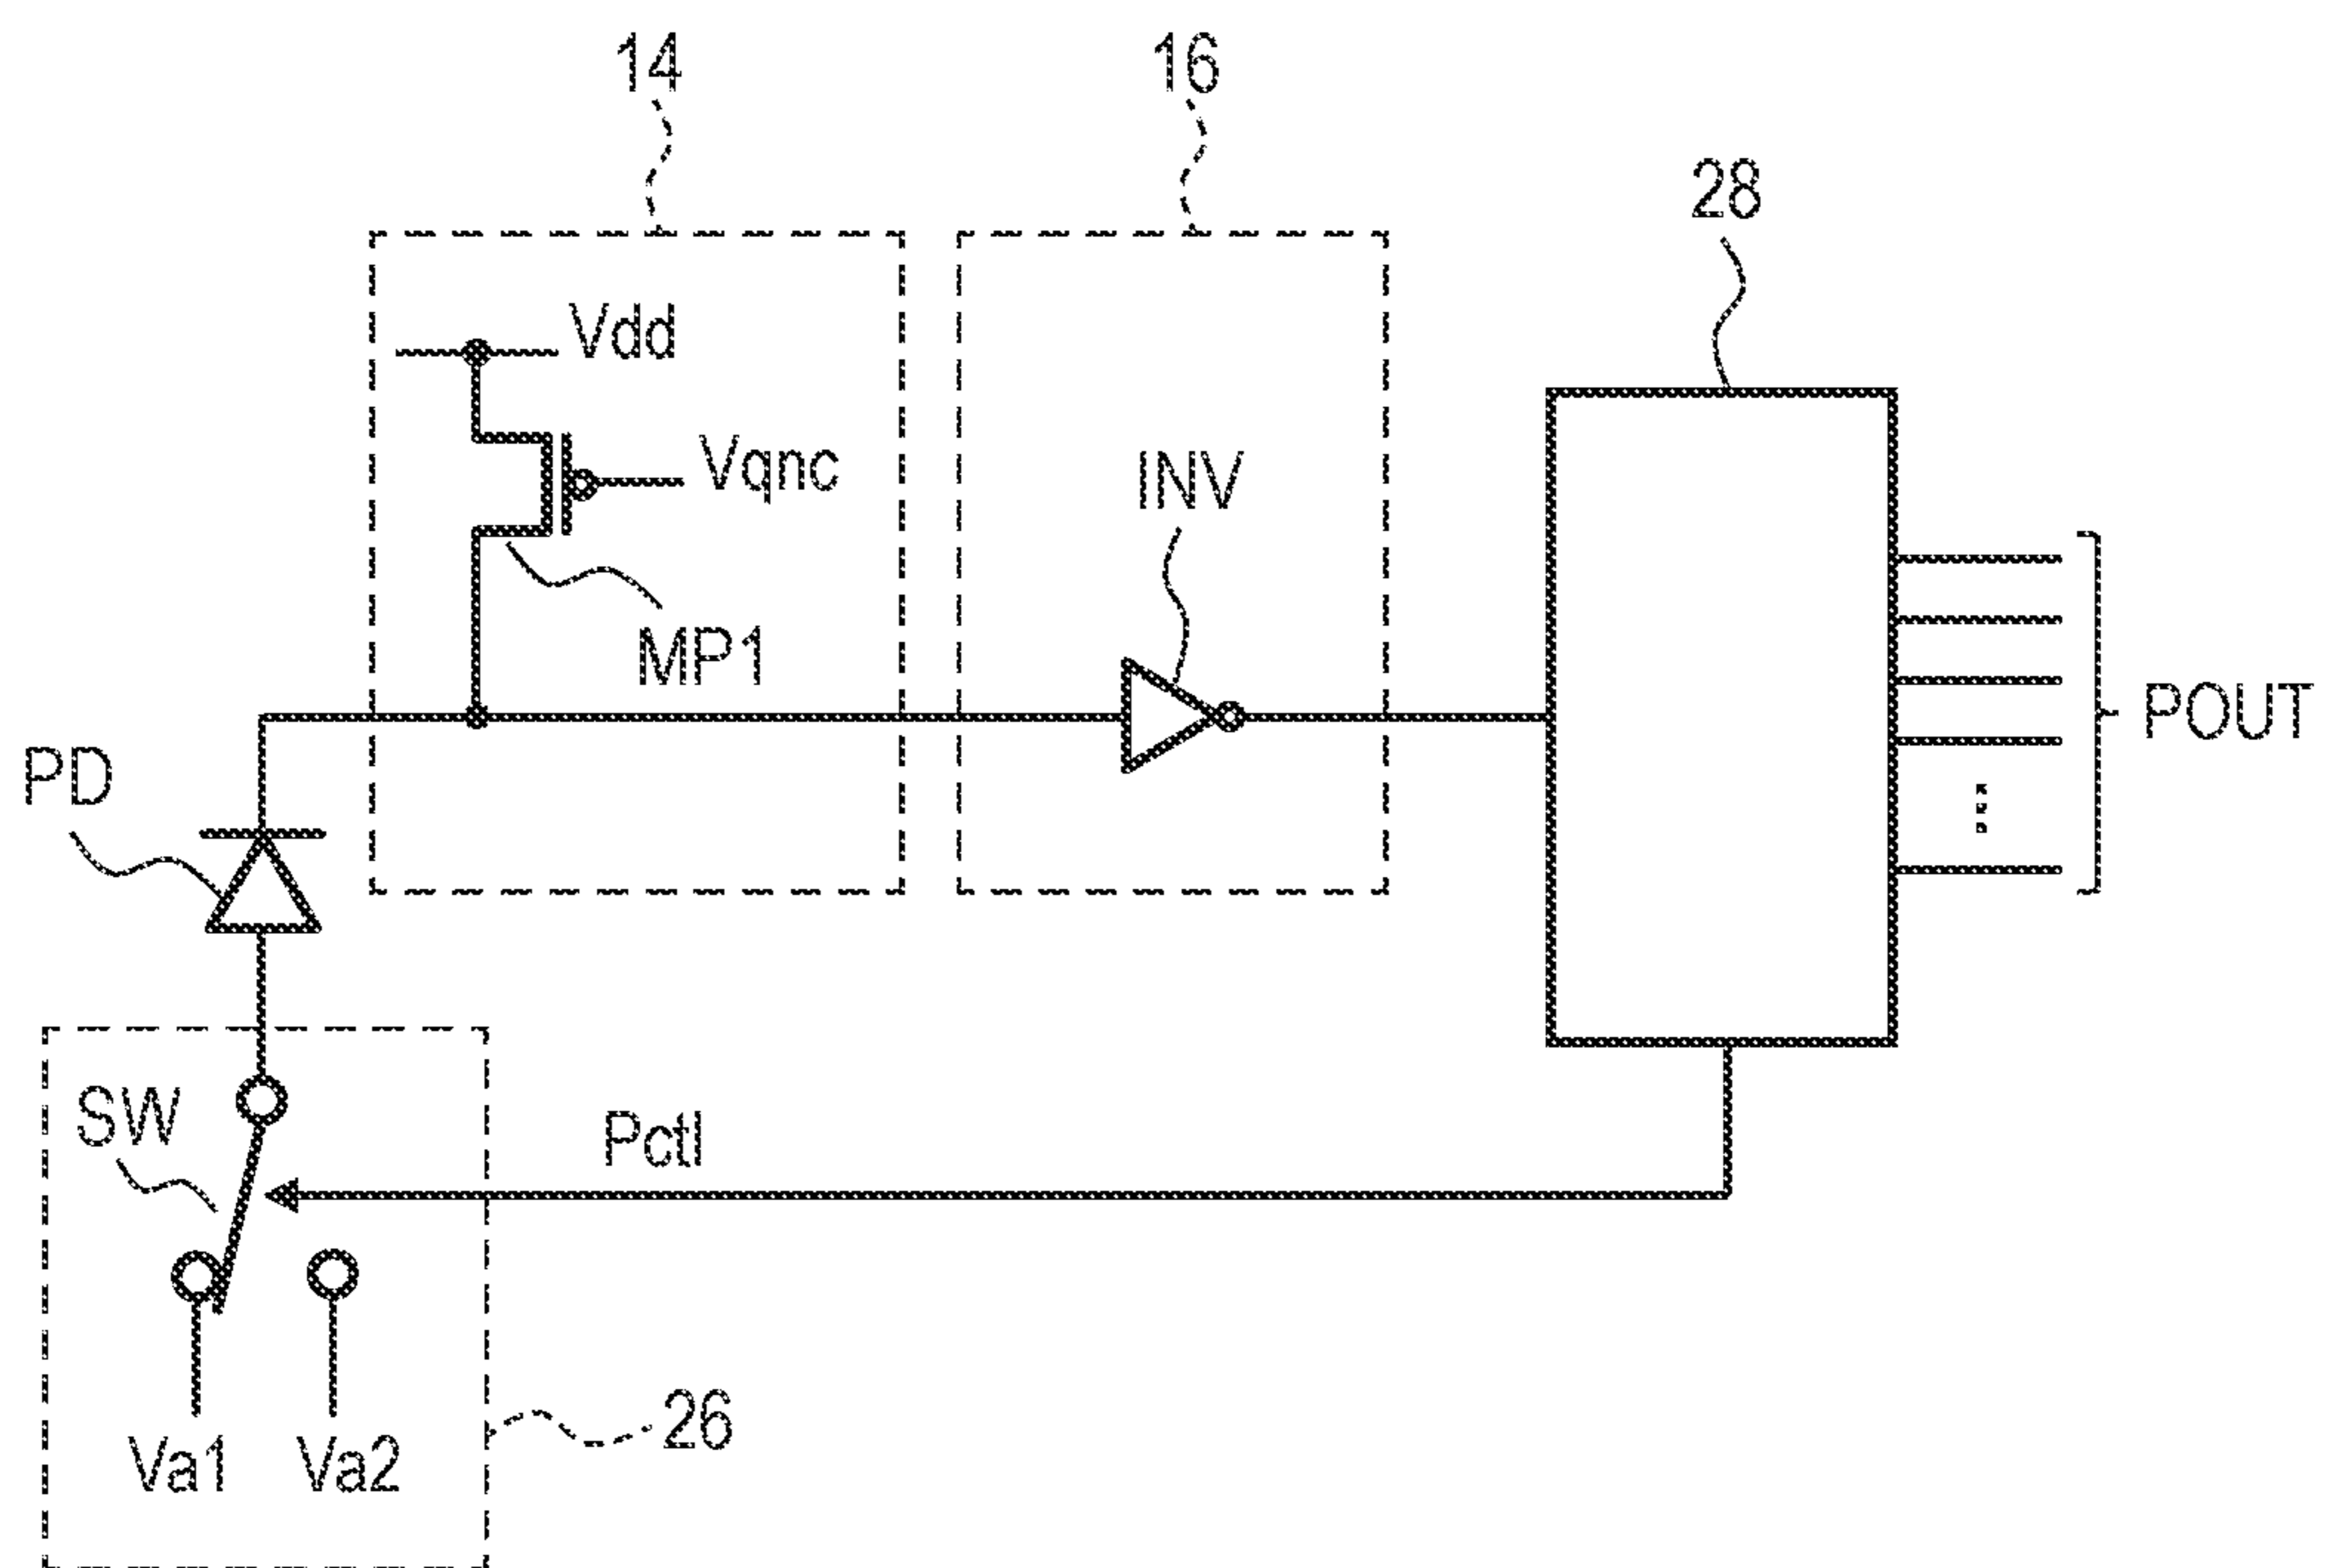 14
16
28
Vdd
Vqnc
INV
MP1
POUT
PD
SW
Pctl
26
Va1
Va2